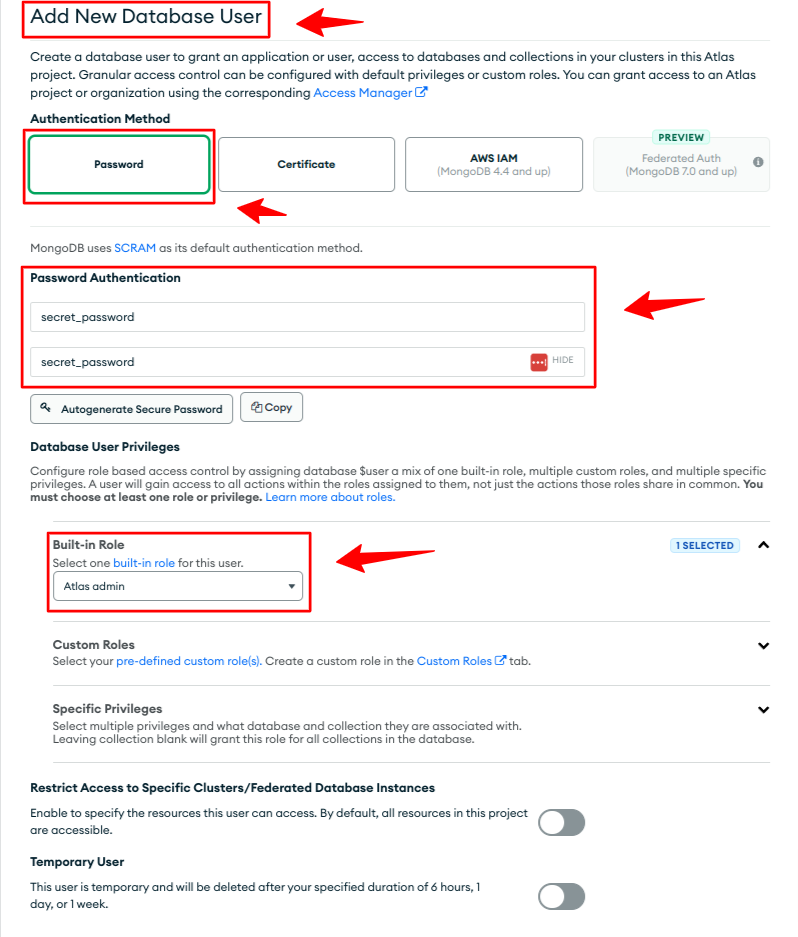 Add New Database User
Create a database user to grant an application or user, access to databases and collections in your clusters in this Atlas
project. Granular access control can be configured with default privileges or custom roles. You can grant access to an Atlas
project or organization using the corresponding Access Manager
Authentication Method
Password
Certificate
AWS IAM
(MongoDB 4.4 and up)
PREVIEW
Federated Auth
(MongoDB 7.0 and up)
MongoDB uses SCRAM as its default authentication method.
Password Authentication
secret_password
secret_password
HIDE
Autogenerate Secure Password
Copy
Database User Privileges
Configure role based access control by assigning database $user a mix of one built-in role, multiple custom roles, and multiple specific
privileges. A user will gain access to all actions within the roles assigned to them, not just the actions those roles share in common. You
must choose at least one role or privilege. Learn more about roles.
Built-in Role
1 SELECTED
Select one built-in role for this user.
Atlas admin
Custom Roles
Select your pre-defined custom role(s). Create a custom role in the Custom Roles tab.
Specific Privileges
Select multiple privileges and what database and collection they are associated with.
Leaving collection blank will grant this role for all collections in the database.
Restrict Access to Specific Clusters/Federated Database Instances
Enable to specify the resources this user can access. By default, all resources in this project
are accessible.
Temporary User
This user is temporary and will be deleted after your specified duration of 6 hours, 1
day, or 1 week.